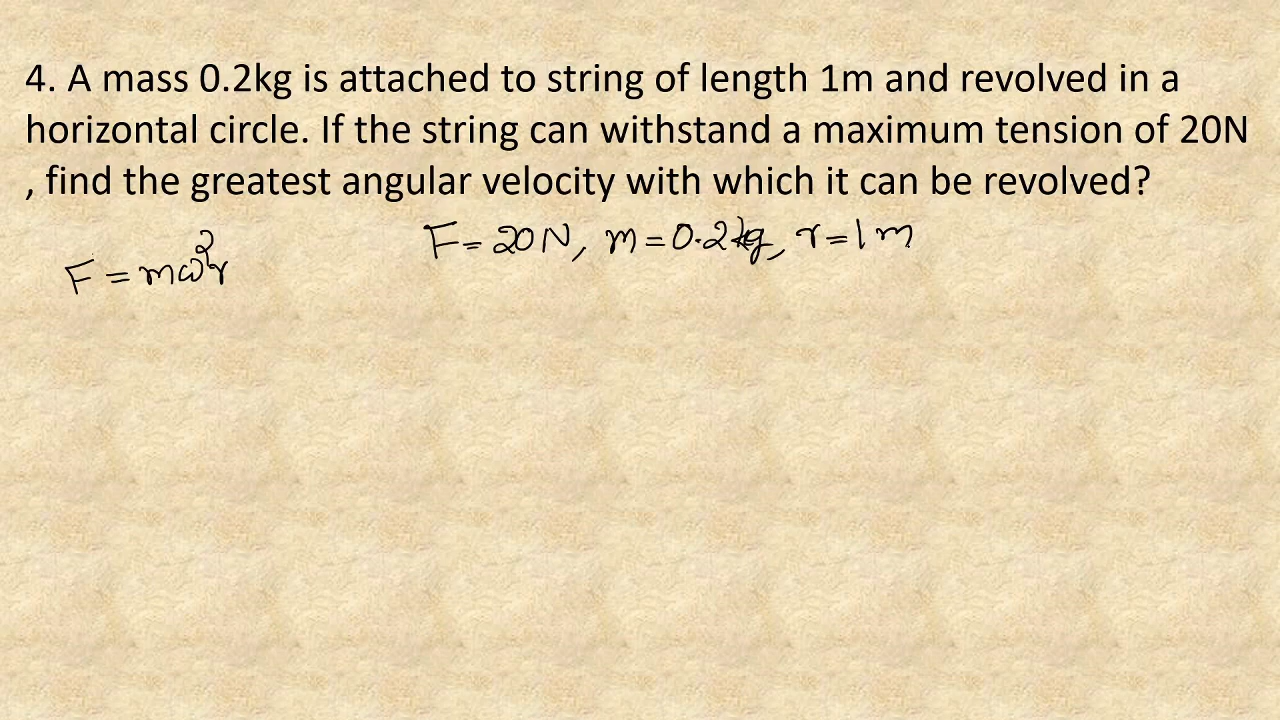 4. A mass 0.2kg is attached to string of length 1m and revolved in a
horizontal circle. If the string can withstand a maximum tension of 20N
, find the greatest angular velocity with which it can be revolved?
F = 20N, m = 0.2kg, r = 1m
F = mω²r